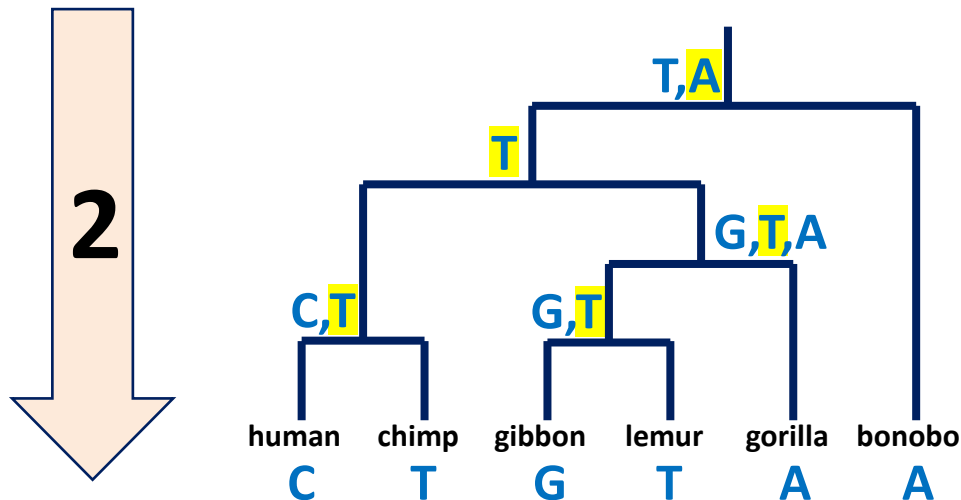 T,A
T
2
G,T,A
C,T
G,T
human chimp gibbon lemur gorilla bonobo
C T G T A A